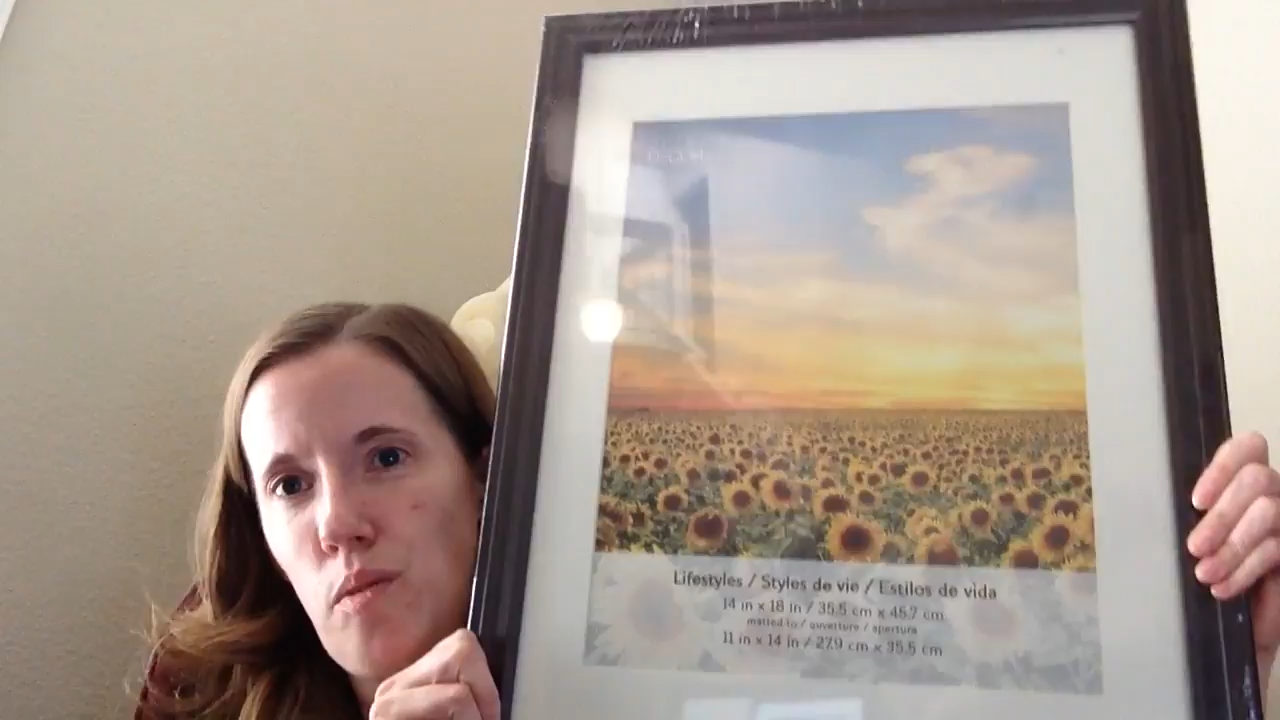 Lifestyles / Styles de vie / Estilos de vida
14 in x 18 in / 35.5 cm x 45.7 cm
matted to / ouverture / apertura
11 in x 14 in / 27.9 cm x 35.5 cm